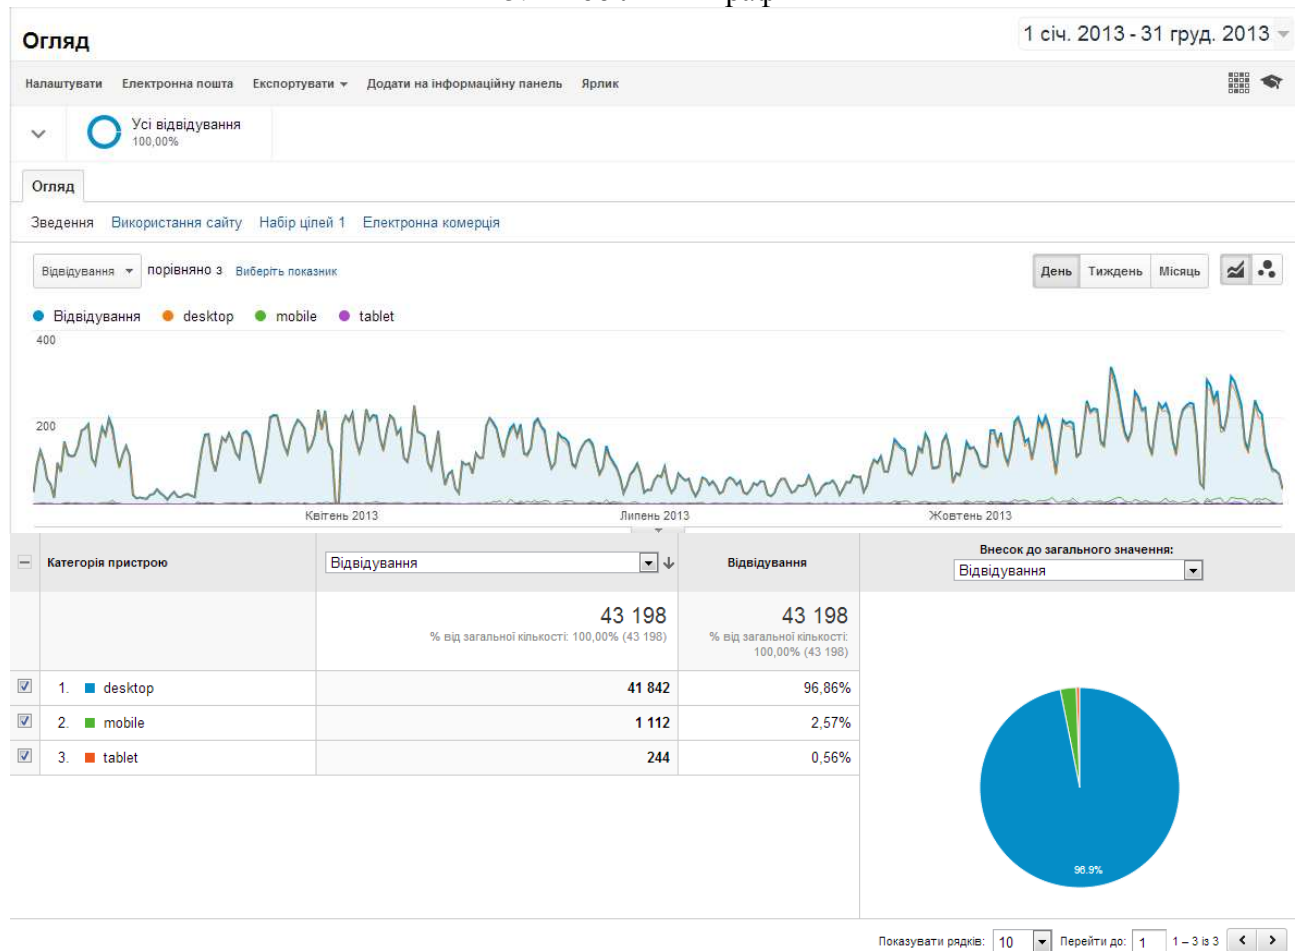 Огляд
1 січ. 2013 - 31 груд. 2013
Налаштувати Електронна пошта Експортувати Додати на інформаційну панель Ярлик
Усі відвідування
100,00%
Огляд
Зведення Використання сайту Набір цілей 1 Електронна комерція
Відвідування порівняно з Виберіть показник
День Тиждень Місяць
Відвідування desktop mobile tablet
400
200
Квітень 2013 Липень 2013 Жовтень 2013
Категорія пристрою Відвідування Відвідування
Внесок до загального значення:
Відвідування
43 198 43 198
% від загальної кількості: 100,00% (43 198) % від загальної кількості:
100,00% (43 198)
1. desktop 41 842 96,86%
2. mobile 1 112 2,57%
3. tablet 244 0,56%
96.9%
Показувати рядків: 10 Перейти до: 1 1 – 3 із 3